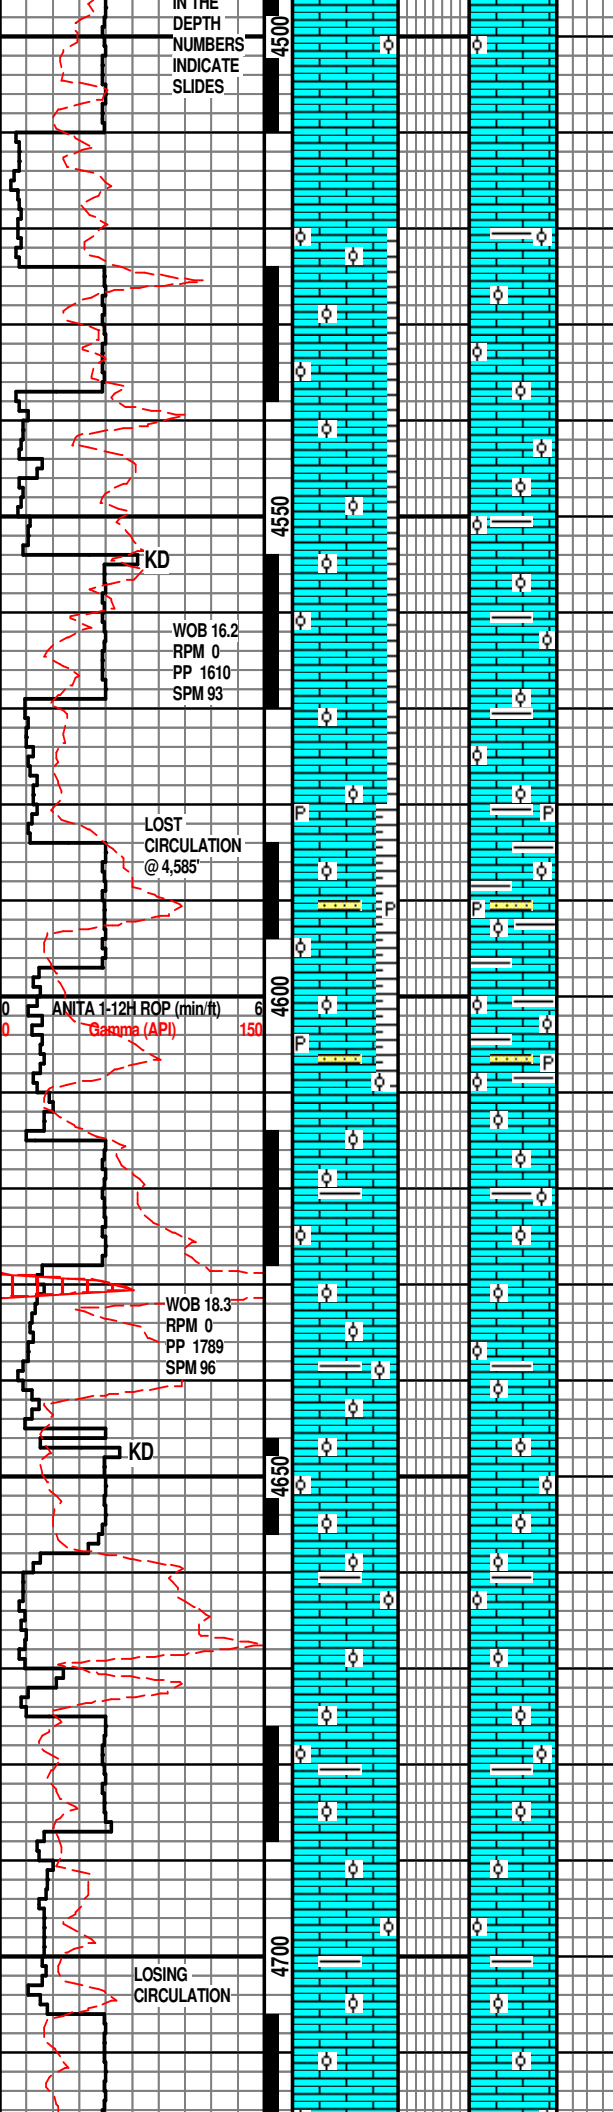 IN THE
DEPTH
NUMBERS
INDICATE
SLIDES
4500
4550
KD
WOB 16.2
RPM 0
PP 1610
SPM 93
P
P
LOST
CIRCULATION
@ 4,585'
P
P
4600
0 ANITA 1-12H ROP (min/ft) 6
0 Gamma (API) 150
P
P
WOB 18.3
RPM 0
PP 1789
SPM 96
KD
4650
4700
LOSING
CIRCULATION